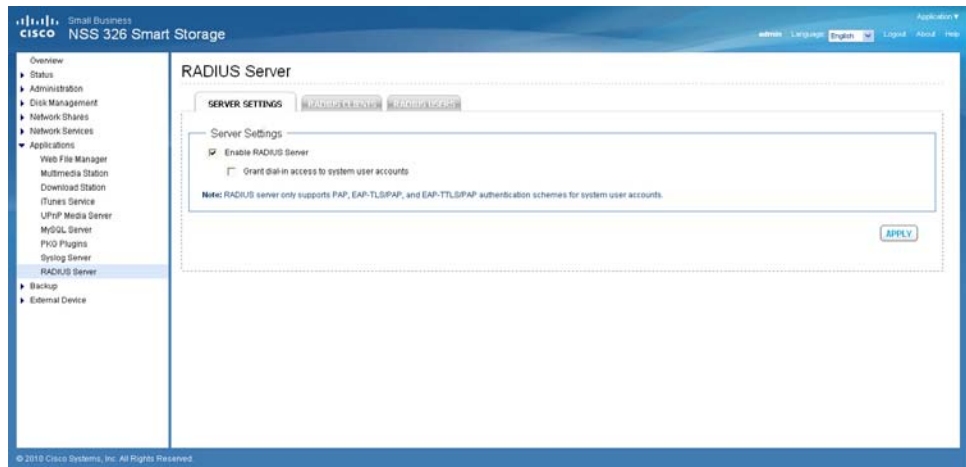 Small Business
CISCO NSS 326 Smart Storage
Application
admin Language: English Logout About Help
Overview
Status
Administration
Disk Management
Network Shares
Network Services
Applications
Web File Manager
Multimedia Station
Download Station
iTunes Service
UPnP Media Server
MySQL Server
PKG Plugins
Syslog Server
RADIUS Server
Backup
External Device
RADIUS Server
SERVER SETTINGS
RADIUS CLIENTS
RADIUS USERS
Server Settings
Enable RADIUS Server
Grant dial-in access to system user accounts
Note: RADIUS server only supports PAP, EAP-TLS/PAP, and EAP-TTLS/PAP authentication schemes for system user accounts.
APPLY
© 2010 Cisco Systems, Inc. All Rights Reserved.